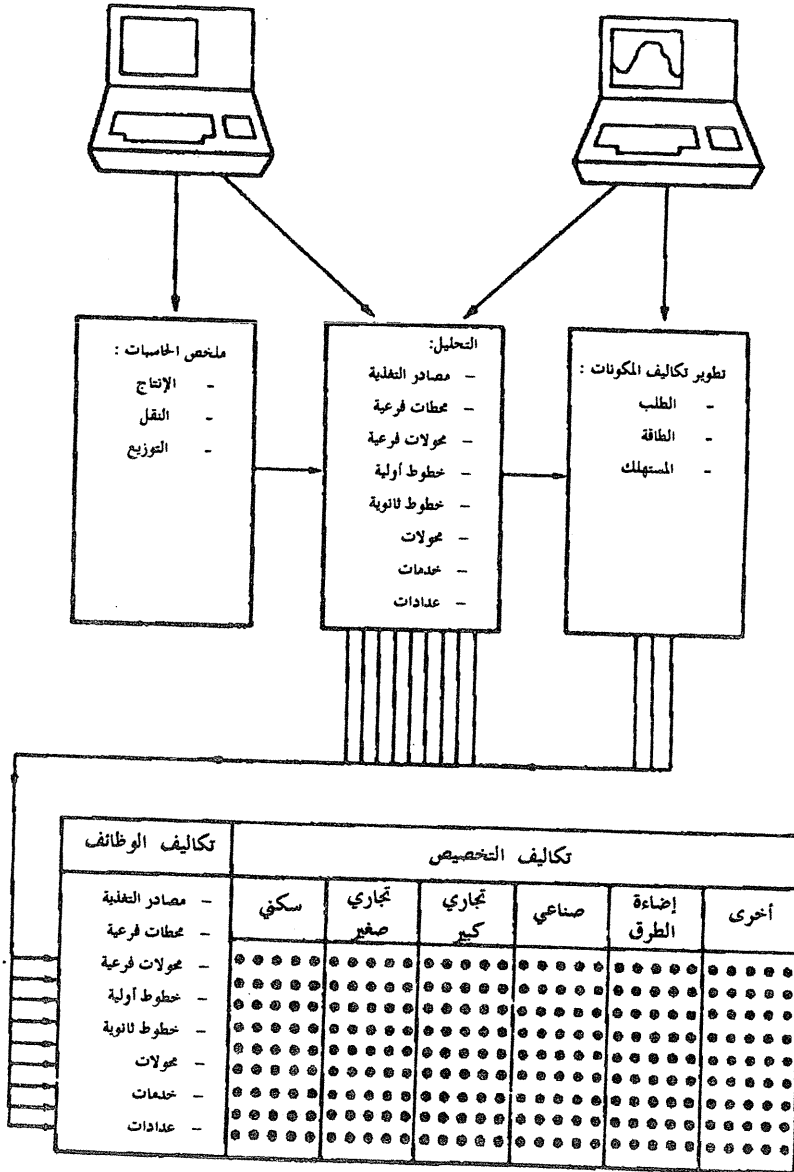 ملخص الحاسبات :
- الإنتاج
- النقل
- التوزيع
التحليل:
- مصادر التغذية
- محطات فرعية
- محولات فرعية
- خطوط أولية
- خطوط ثانوية
- محولات
- خدمات
- عدادات
تطوير تكاليف المكونات :
- الطلب
- الطاقة
- المستهلك
تكاليف الوظائف
تكاليف التخصيص
سكني
تجاري
صغير
تجاري
كبير
صناعي
إضاءة
الطرق
أخرى
- مصادر التغذية
- محطات فرعية
- محولات فرعية
- خطوط أولية
- خطوط ثانوية
- محولات
- خدمات
- عدادات